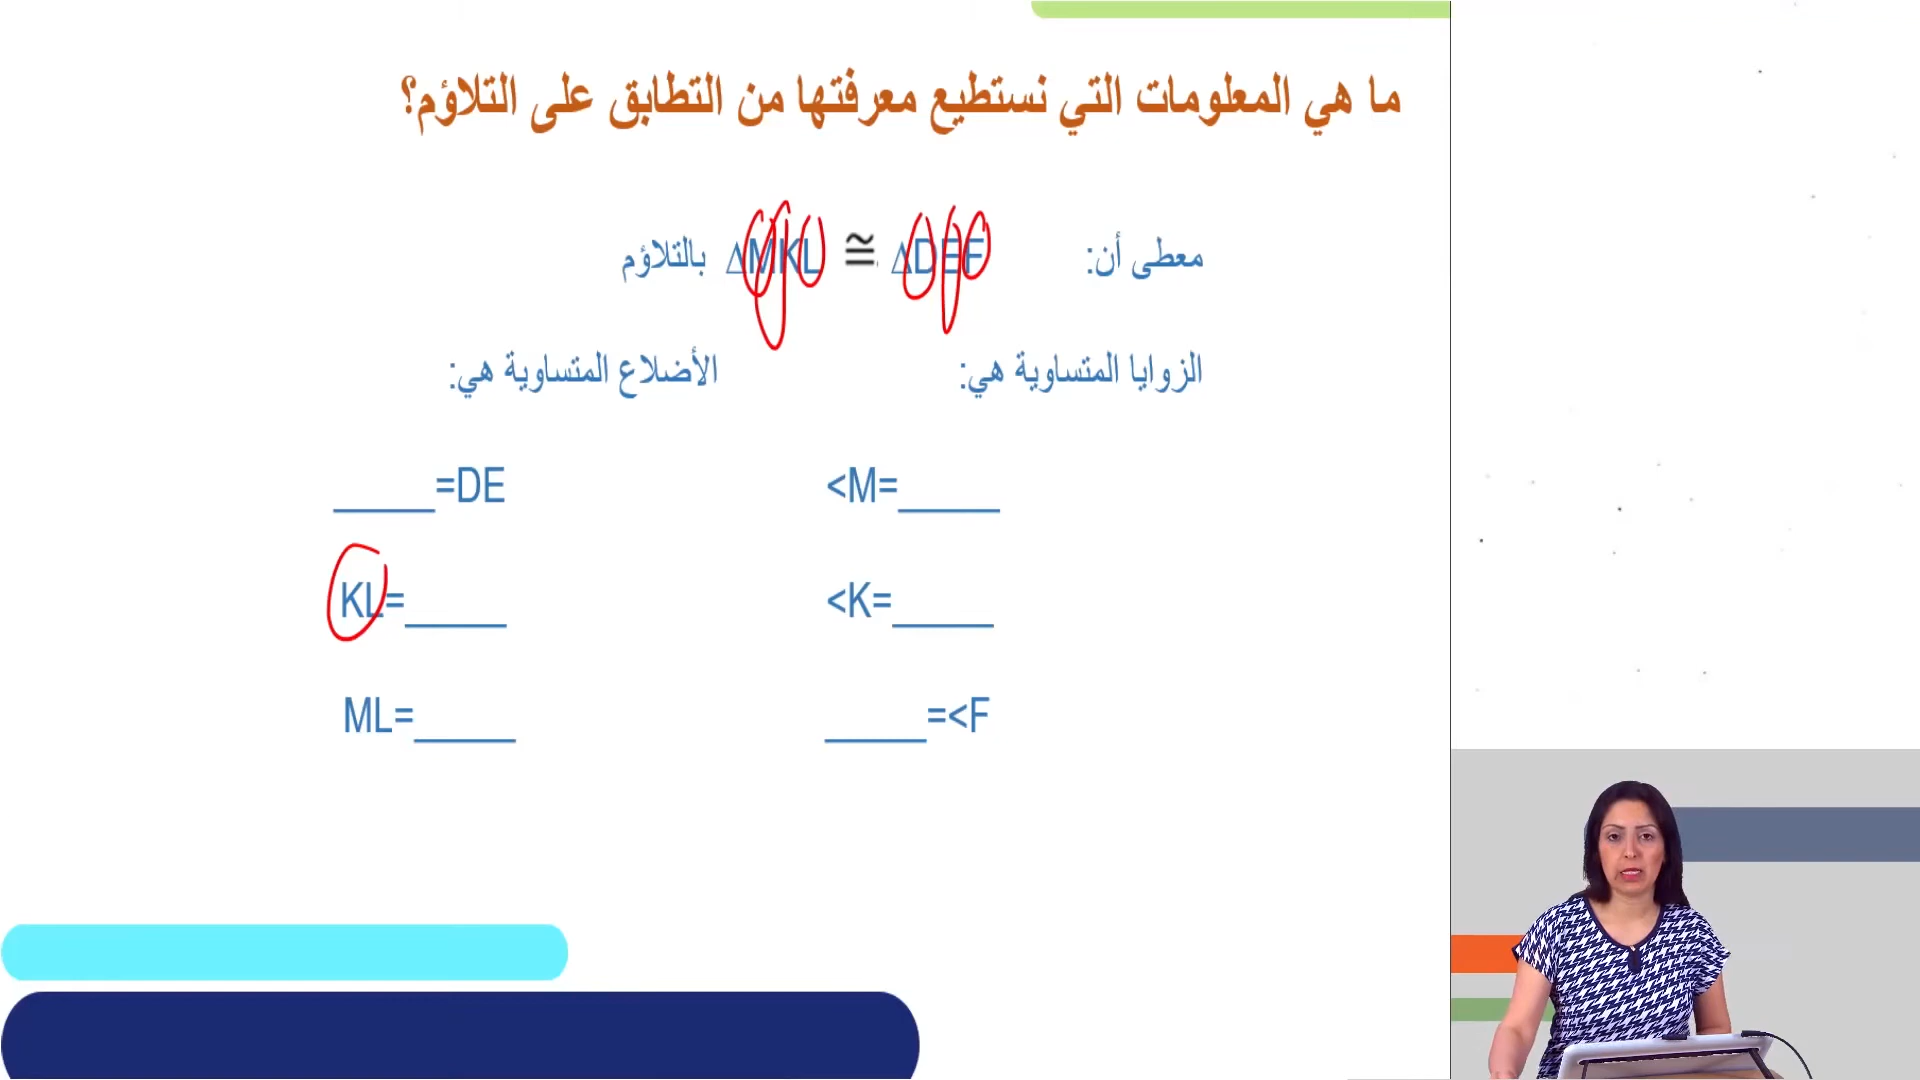 ما هي المعلومات التي نستطيع معرفتها من التطابق على التلاؤم؟
معطى أن: ΔMKL ≅ ΔDEF بالتلاؤم
الزوايا المتساوية هي:
<M=_____
<K=_____
_____=<F
الأضلاع المتساوية هي:
_____=DE
KL=_____
ML=_____